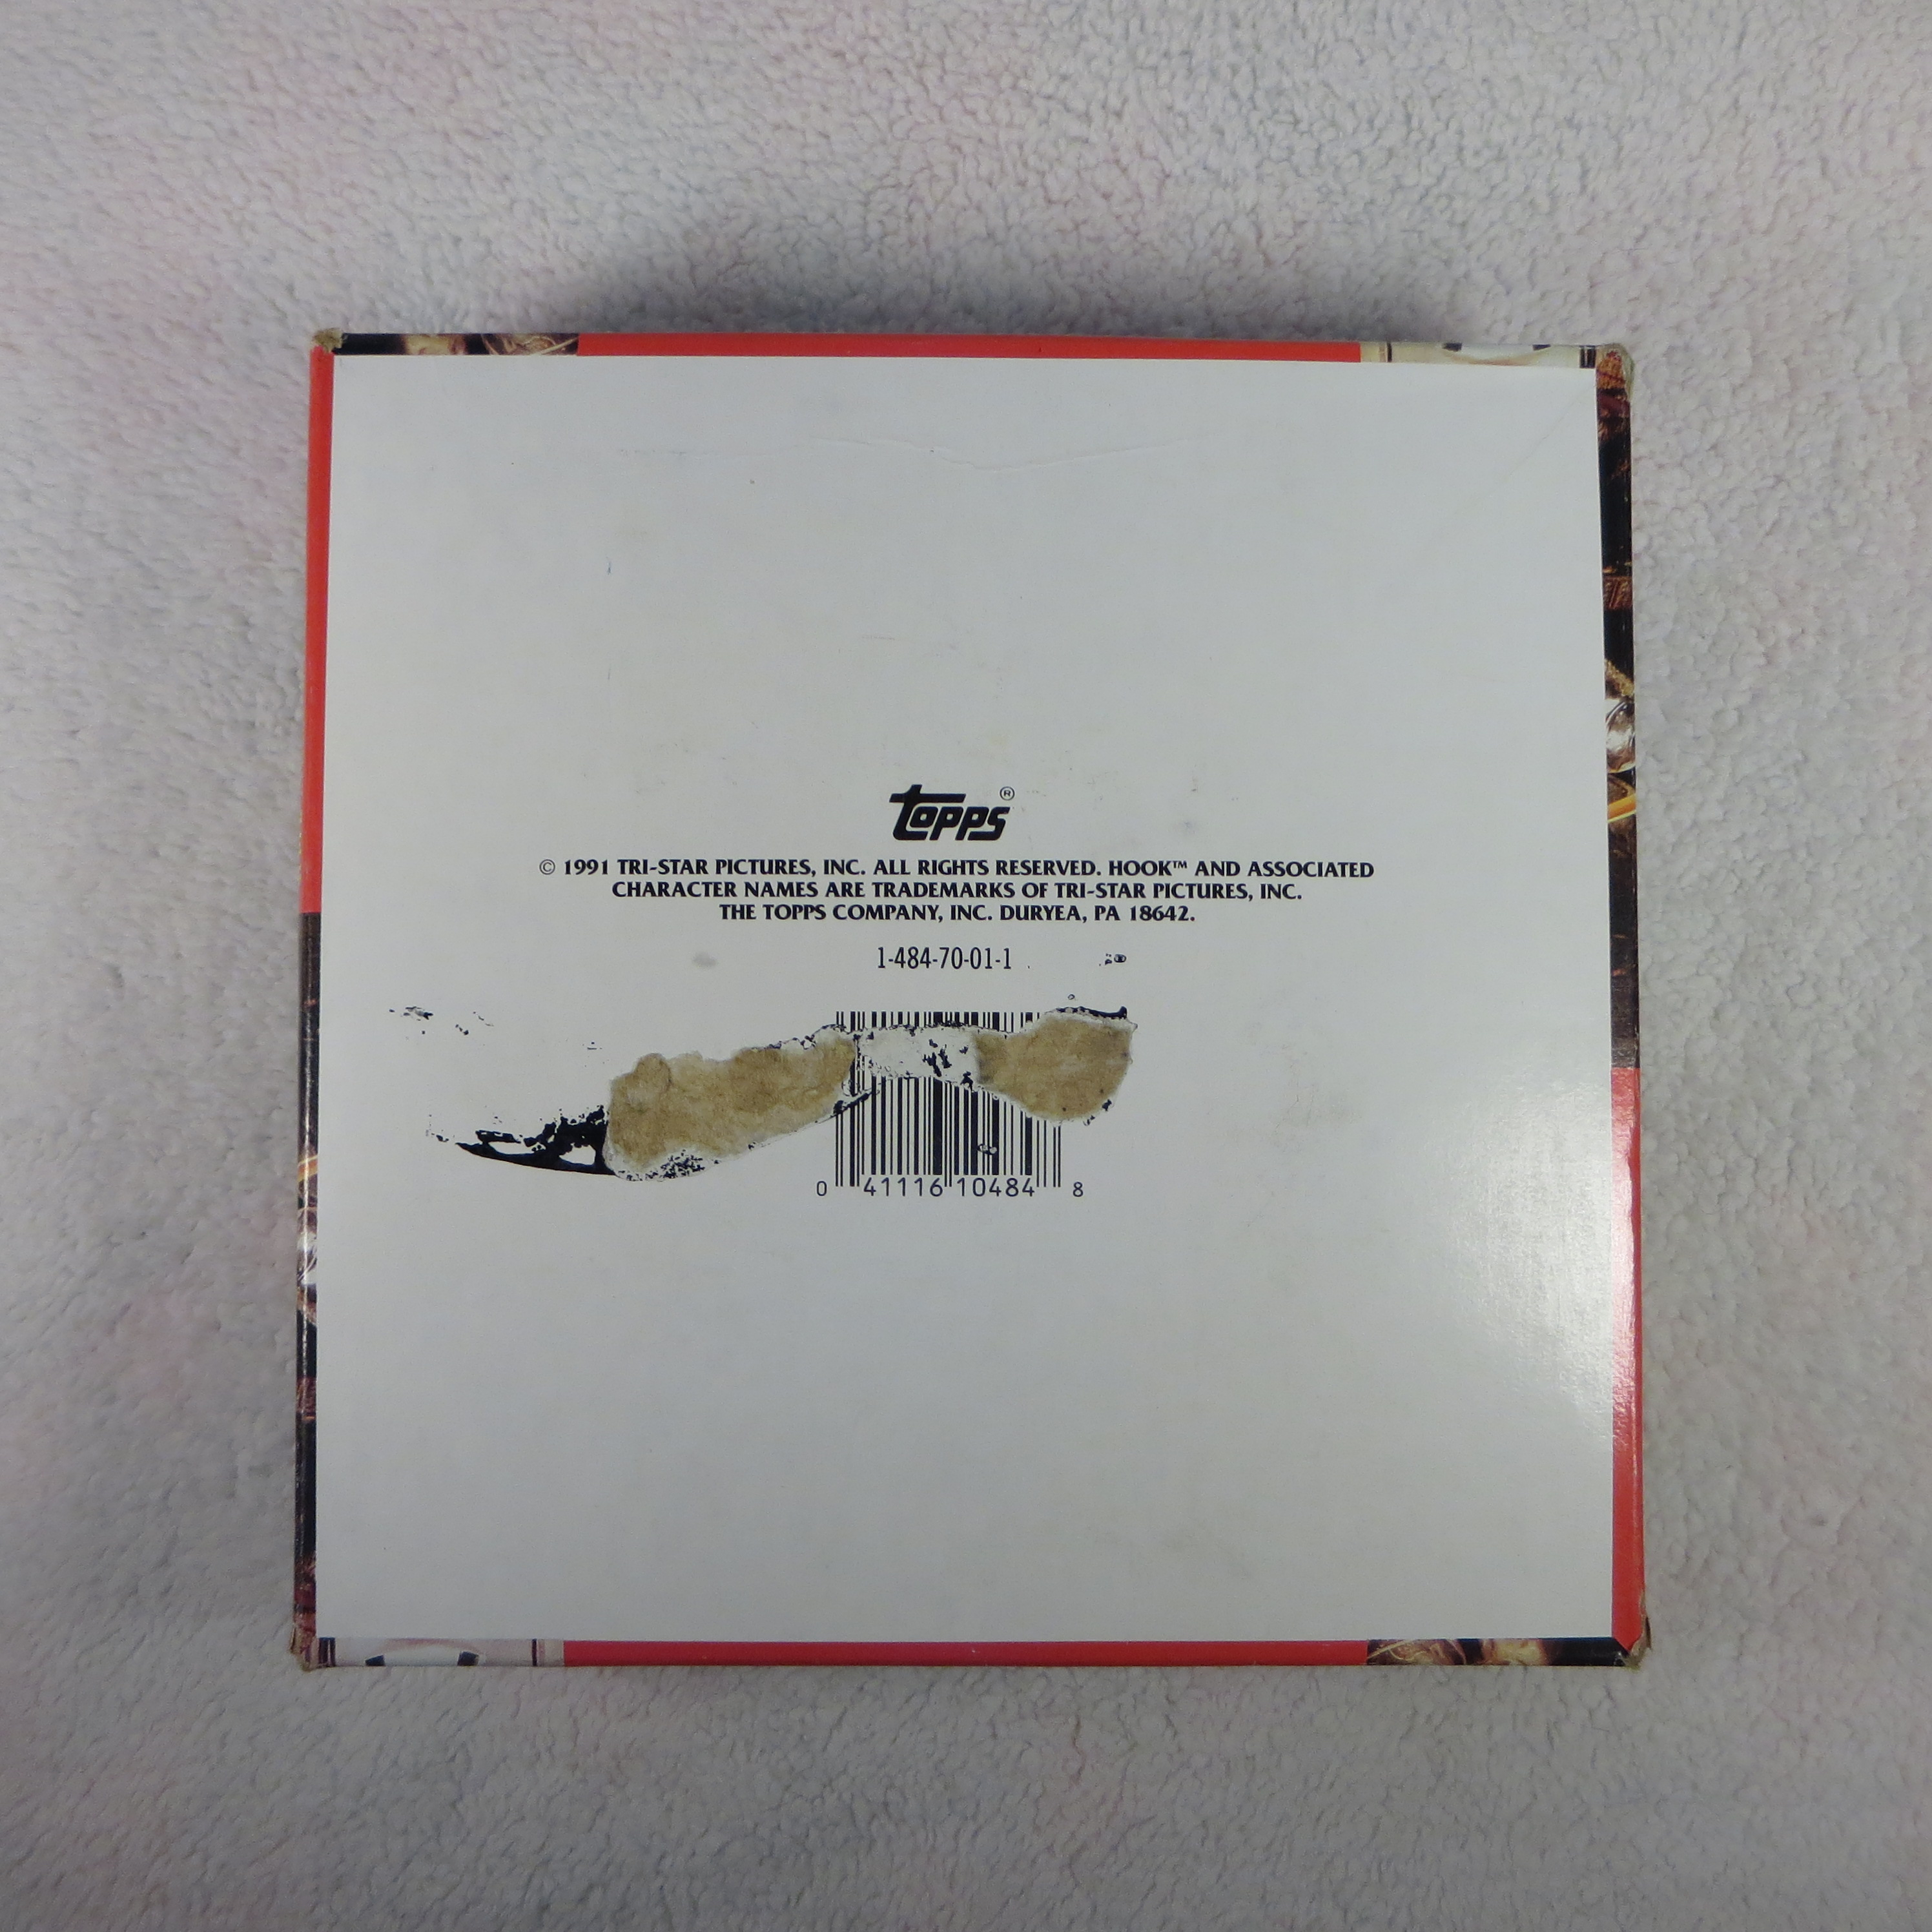 topps®
© 1991 TRI-STAR PICTURES, INC. ALL RIGHTS RESERVED. HOOK™ AND ASSOCIATED
CHARACTER NAMES ARE TRADEMARKS OF TRI-STAR PICTURES, INC.
THE TOPPS COMPANY, INC. DURYEA, PA 18642.
1-484-70-01-1
0 41116 10484 8